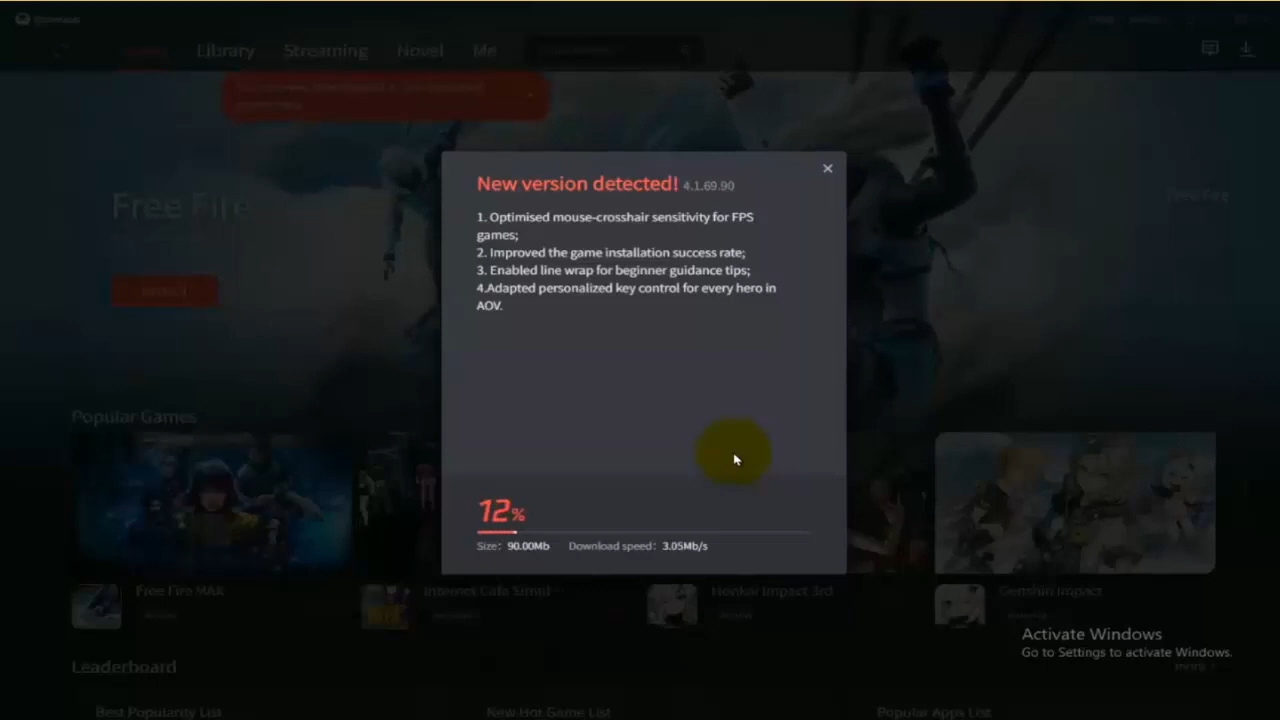 Library Streaming Novel Me
Free Fire
New version detected! 4.1.69.90
1. Optimised mouse-crosshair sensitivity for FPS
games;
2. Improved the game installation success rate;
3. Enabled line wrap for beginner guidance tips;
4.Adapted personalized key control for every hero in
AOV.
Free Fire
Popular Games
12%
Size: 90.00Mb Download speed: 3.05Mb/s
Free Fire MAX
Honkai Impact 3rd
Genshin Impact
Activate Windows
Go to Settings to activate Windows.
more
Leaderboard
Best Popularity List
New Hot Game List
Popular Apps List